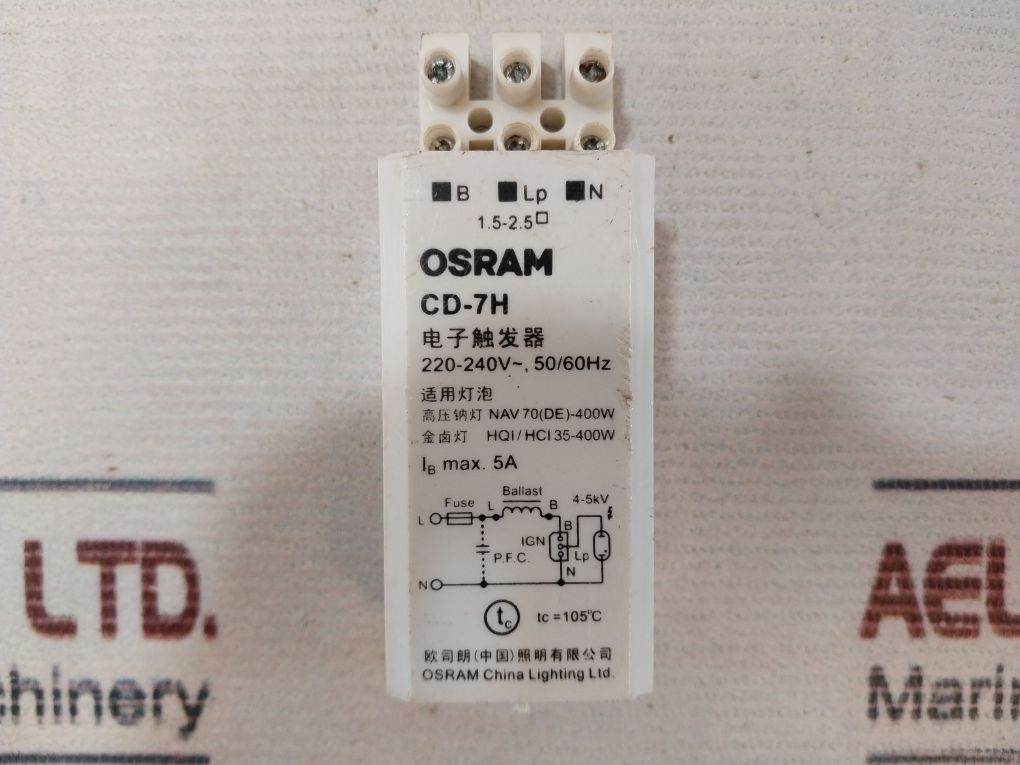 B Lp N
1.5-2.5□
OSRAM
CD-7H
电子触发器
220-240V~, 50/60Hz
适用灯泡
高压钠灯 NAV 70(DE)-400W
金卤灯 HQI/HCI 35-400W
IB max. 5A
Ballast
4-5kV
Fuse
L
B
L
B
IGN
Lp
P.F.C.
N
N
tc
tc =105℃
欧司朗(中国)照明有限公司
OSRAM China Lighting Ltd.
LTD.
AEL
chinery
Marin